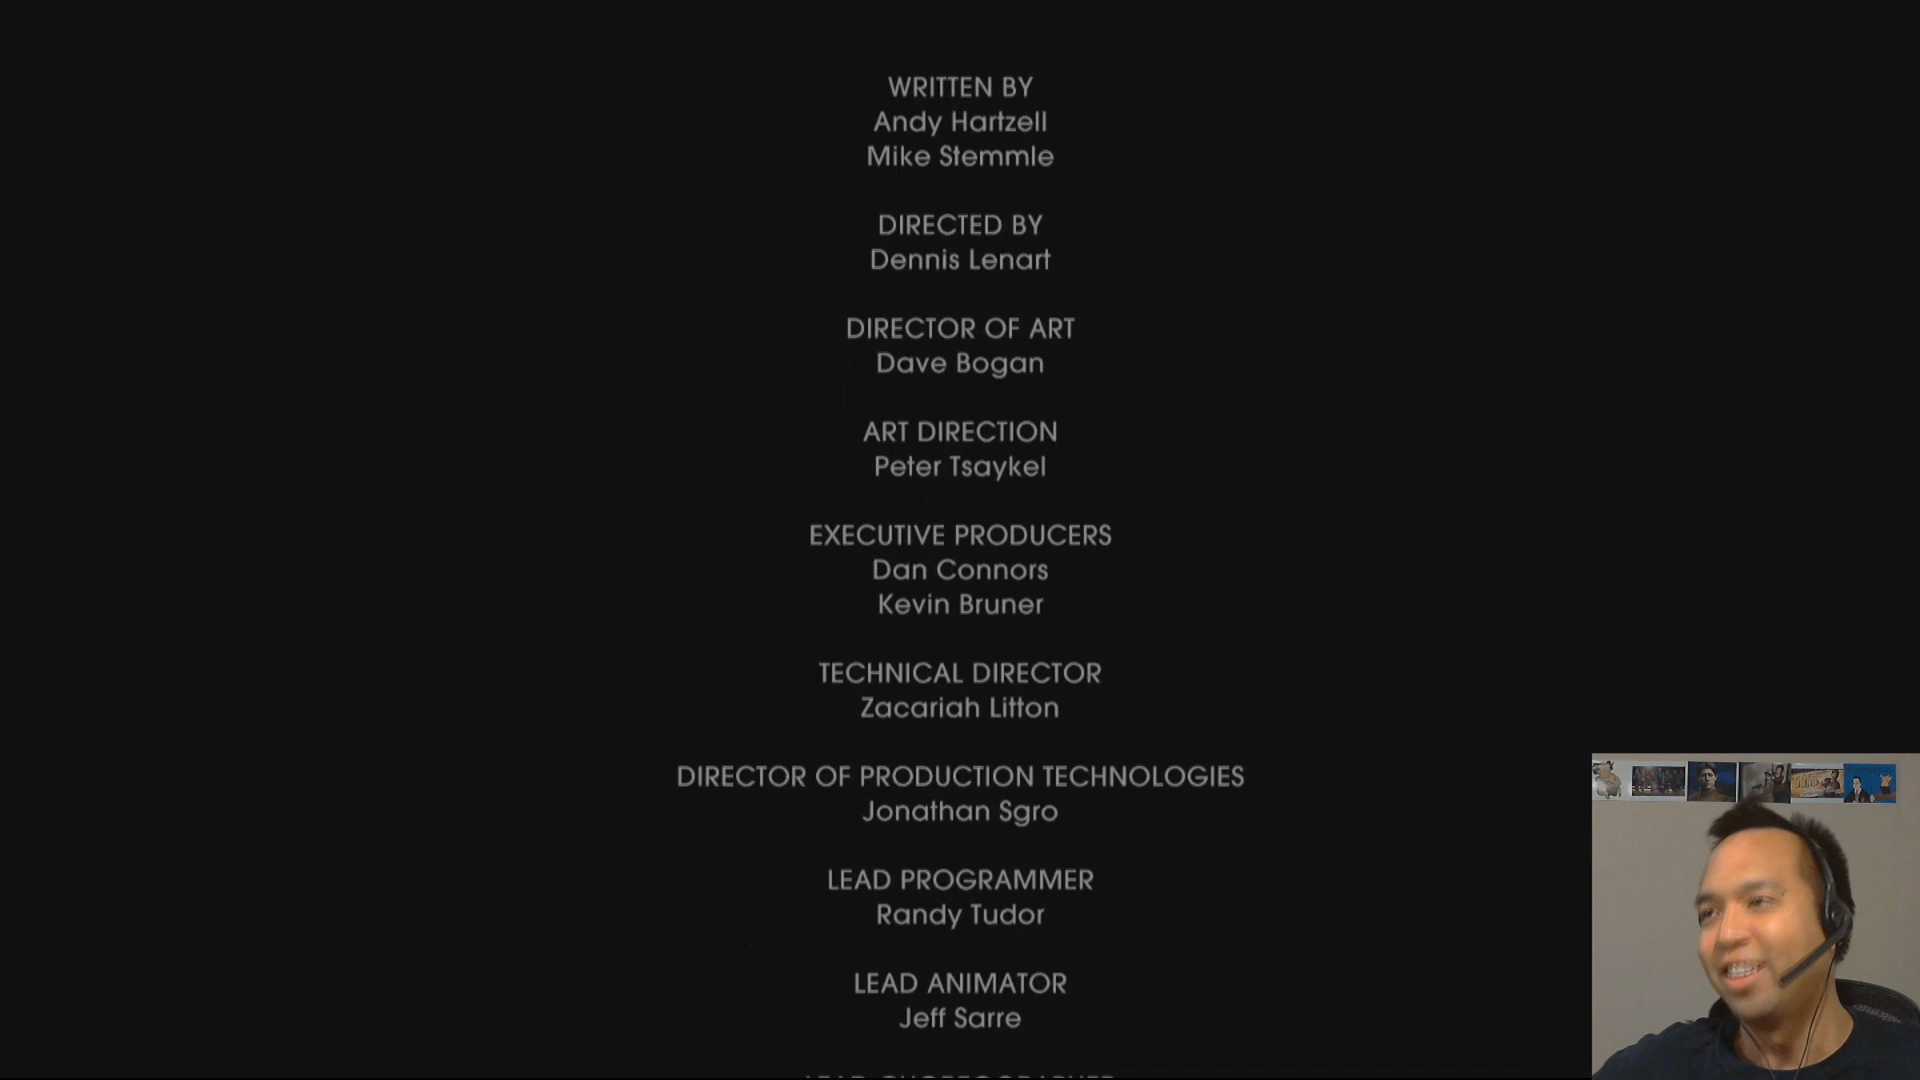 WRITTEN BY
Andy Hartzell
Mike Stemmle
DIRECTED BY
Dennis Lenart
DIRECTOR OF ART
Dave Bogan
ART DIRECTION
Peter Tsaykel
EXECUTIVE PRODUCERS
Dan Connors
Kevin Bruner
TECHNICAL DIRECTOR
Zacariah Litton
DIRECTOR OF PRODUCTION TECHNOLOGIES
Jonathan Sgro
LEAD PROGRAMMER
Randy Tudor
LEAD ANIMATOR
Jeff Sarre